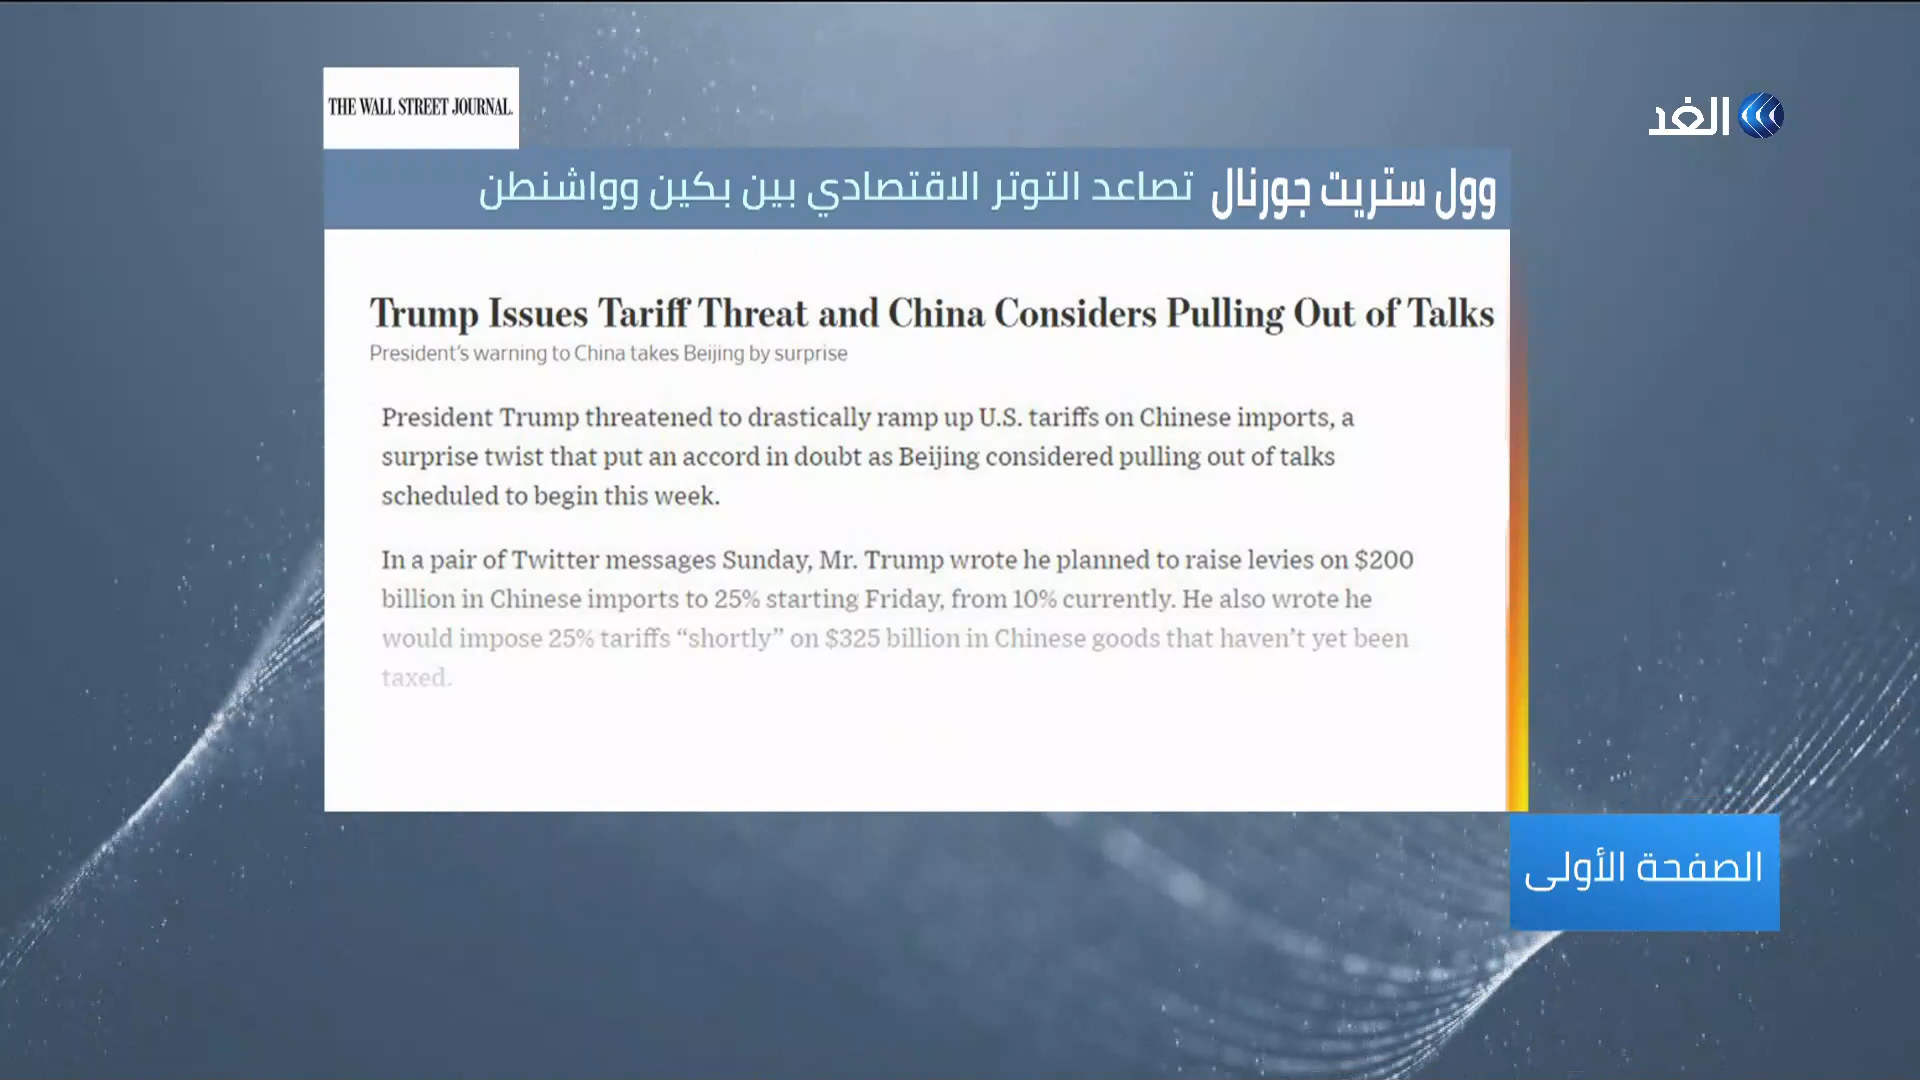 THE WALL STREET JOURNAL.
الغد
وول ستريت جورنال تصاعد التوتر الاقتصادي بين بكين وواشنطن
Trump Issues Tariff Threat and China Considers Pulling Out of Talks
President's warning to China takes Beijing by surprise
President Trump threatened to drastically ramp up U.S. tariffs on Chinese imports, a
surprise twist that put an accord in doubt as Beijing considered pulling out of talks
scheduled to begin this week.
In a pair of Twitter messages Sunday, Mr. Trump wrote he planned to raise levies on $200
billion in Chinese imports to 25% starting Friday, from 10% currently. He also wrote he
would impose 25% tariffs “shortly” on $325 billion in Chinese goods that haven’t yet been
taxed.
الصفحة الأولى